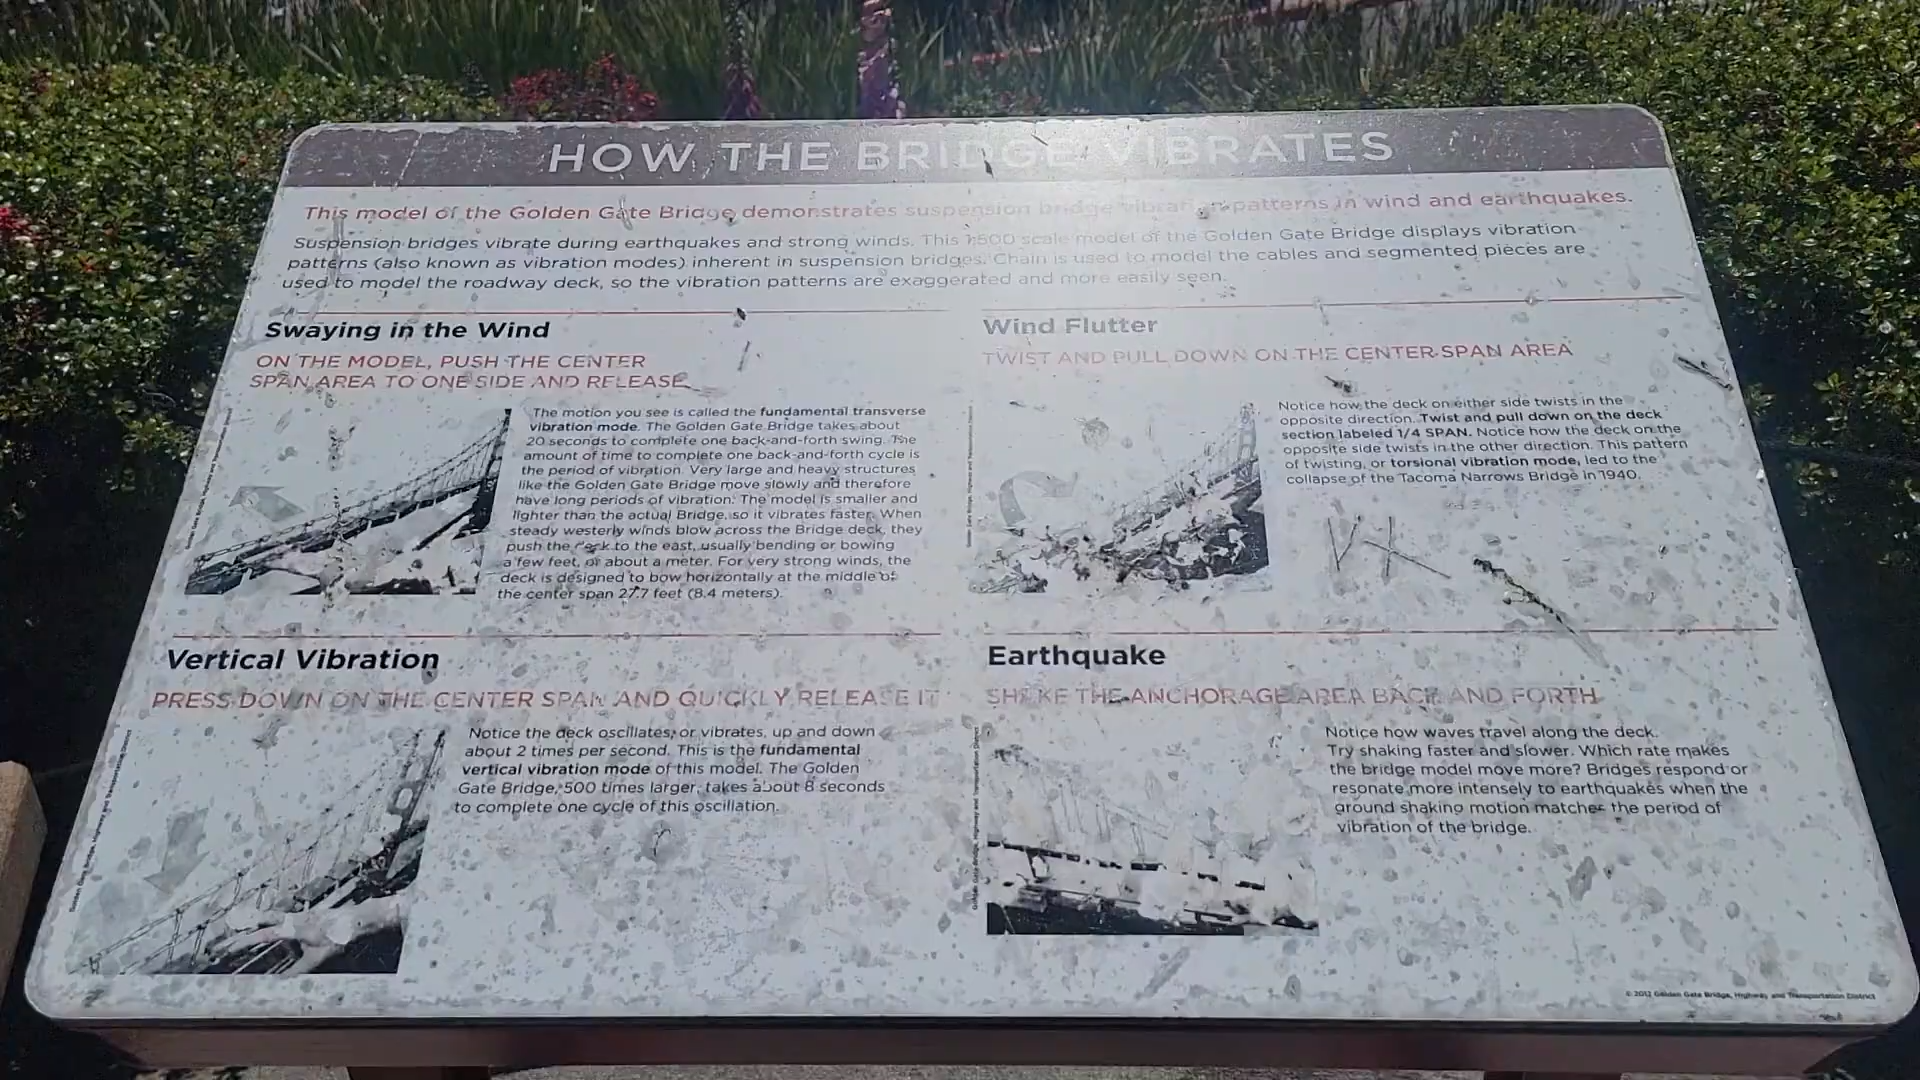 HOW THE BRIDGE VIBRATES
This model of the Golden Gate Bridge demonstrates suspension bridge vibration patterns in wind and earthquakes.
Suspension bridges vibrate during earthquakes and strong winds. This 1:500 scale model of the Golden Gate Bridge displays vibration
patterns (also known as vibration modes) inherent in suspension bridges. Chain is used to model the cables and segmented pieces are
used to model the roadway deck, so the vibration patterns are exaggerated and more easily seen.
Swaying in the Wind
ON THE MODEL, PUSH THE CENTER
SPAN AREA TO ONE SIDE AND RELEASE
The motion you see is called the fundamental transverse
vibration mode. The Golden Gate Bridge takes about
20 seconds to complete one back-and-forth swing. The
amount of time to complete one back-and-forth cycle is
the period of vibration. Very large and heavy structures
like the Golden Gate Bridge move slowly and therefore
have long periods of vibration. The model is smaller and
lighter than the actual Bridge, so it vibrates faster. When
steady westerly winds blow across the Bridge deck, they
push the deck to the east, usually bending or bowing
a few feet, or about a meter. For very strong winds, the
deck is designed to bow horizontally at the middle of
the center span 27.7 feet (8.4 meters).
Wind Flutter
TWIST AND PULL DOWN ON THE CENTER SPAN AREA
Notice how the deck on either side twists in the
opposite direction. Twist and pull down on the deck
section labeled 1/4 SPAN. Notice how the deck on the
opposite side twists in the other direction. This pattern
of twisting, or torsional vibration mode, led to the
collapse of the Tacoma Narrows Bridge in 1940.
Vertical Vibration
PRESS DOWN ON THE CENTER SPAN AND QUICKLY RELEASE IT
Notice the deck oscillates, or vibrates, up and down
about 2 times per second. This is the fundamental
vertical vibration mode of this model. The Golden
Gate Bridge, 500 times larger, takes about 8 seconds
to complete one cycle of this oscillation.
Golden Gate Bridge, Highway and Transportation District
Earthquake
SHAKE THE ANCHORAGE AREA BACK AND FORTH
Notice how waves travel along the deck.
Try shaking faster and slower. Which rate makes
the bridge model move more? Bridges respond or
resonate more intensely to earthquakes when the
ground shaking motion matches the period of
vibration of the bridge.
Golden Gate Bridge, Highway and Transportation District
© 2012 Golden Gate Bridge, Highway and Transportation District